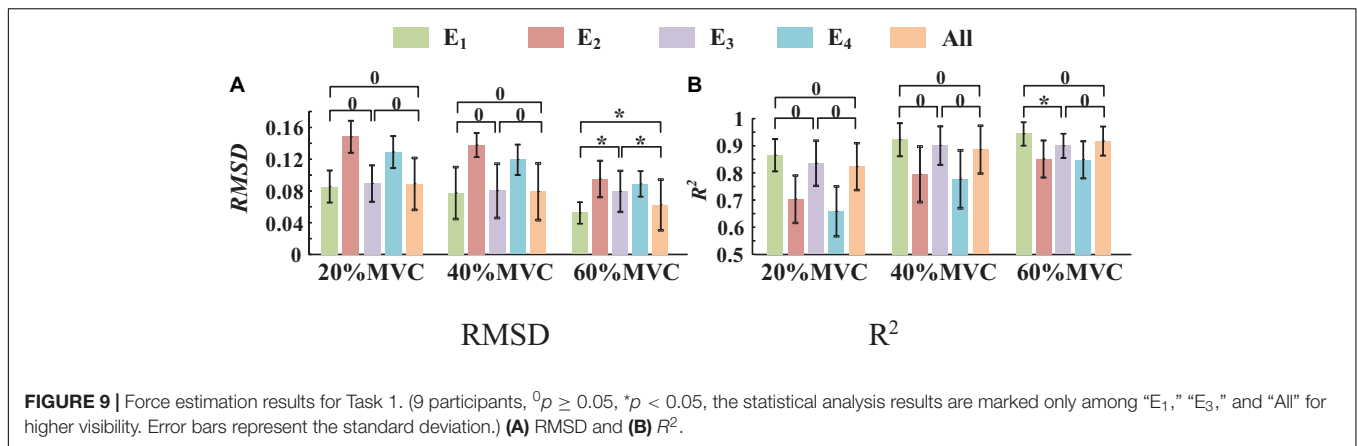 E₁ E₂ E₃ E₄ All
A
0
0 0
0
0 0
*
* *
RMSD
0.16
0.12
0.08
0.04
0
20%MVC 40%MVC 60%MVC
RMSD
B
0
0 0
0
0 0
0
* 0
R²
1
0.9
0.8
0.7
0.6
0.5
20%MVC 40%MVC 60%MVC
R²
FIGURE 9 | Force estimation results for Task 1. (9 participants, ⁰p ≥ 0.05, *p < 0.05, the statistical analysis results are marked only among “E₁,” “E₃,” and “All” for
higher visibility. Error bars represent the standard deviation.) (A) RMSD and (B) R².